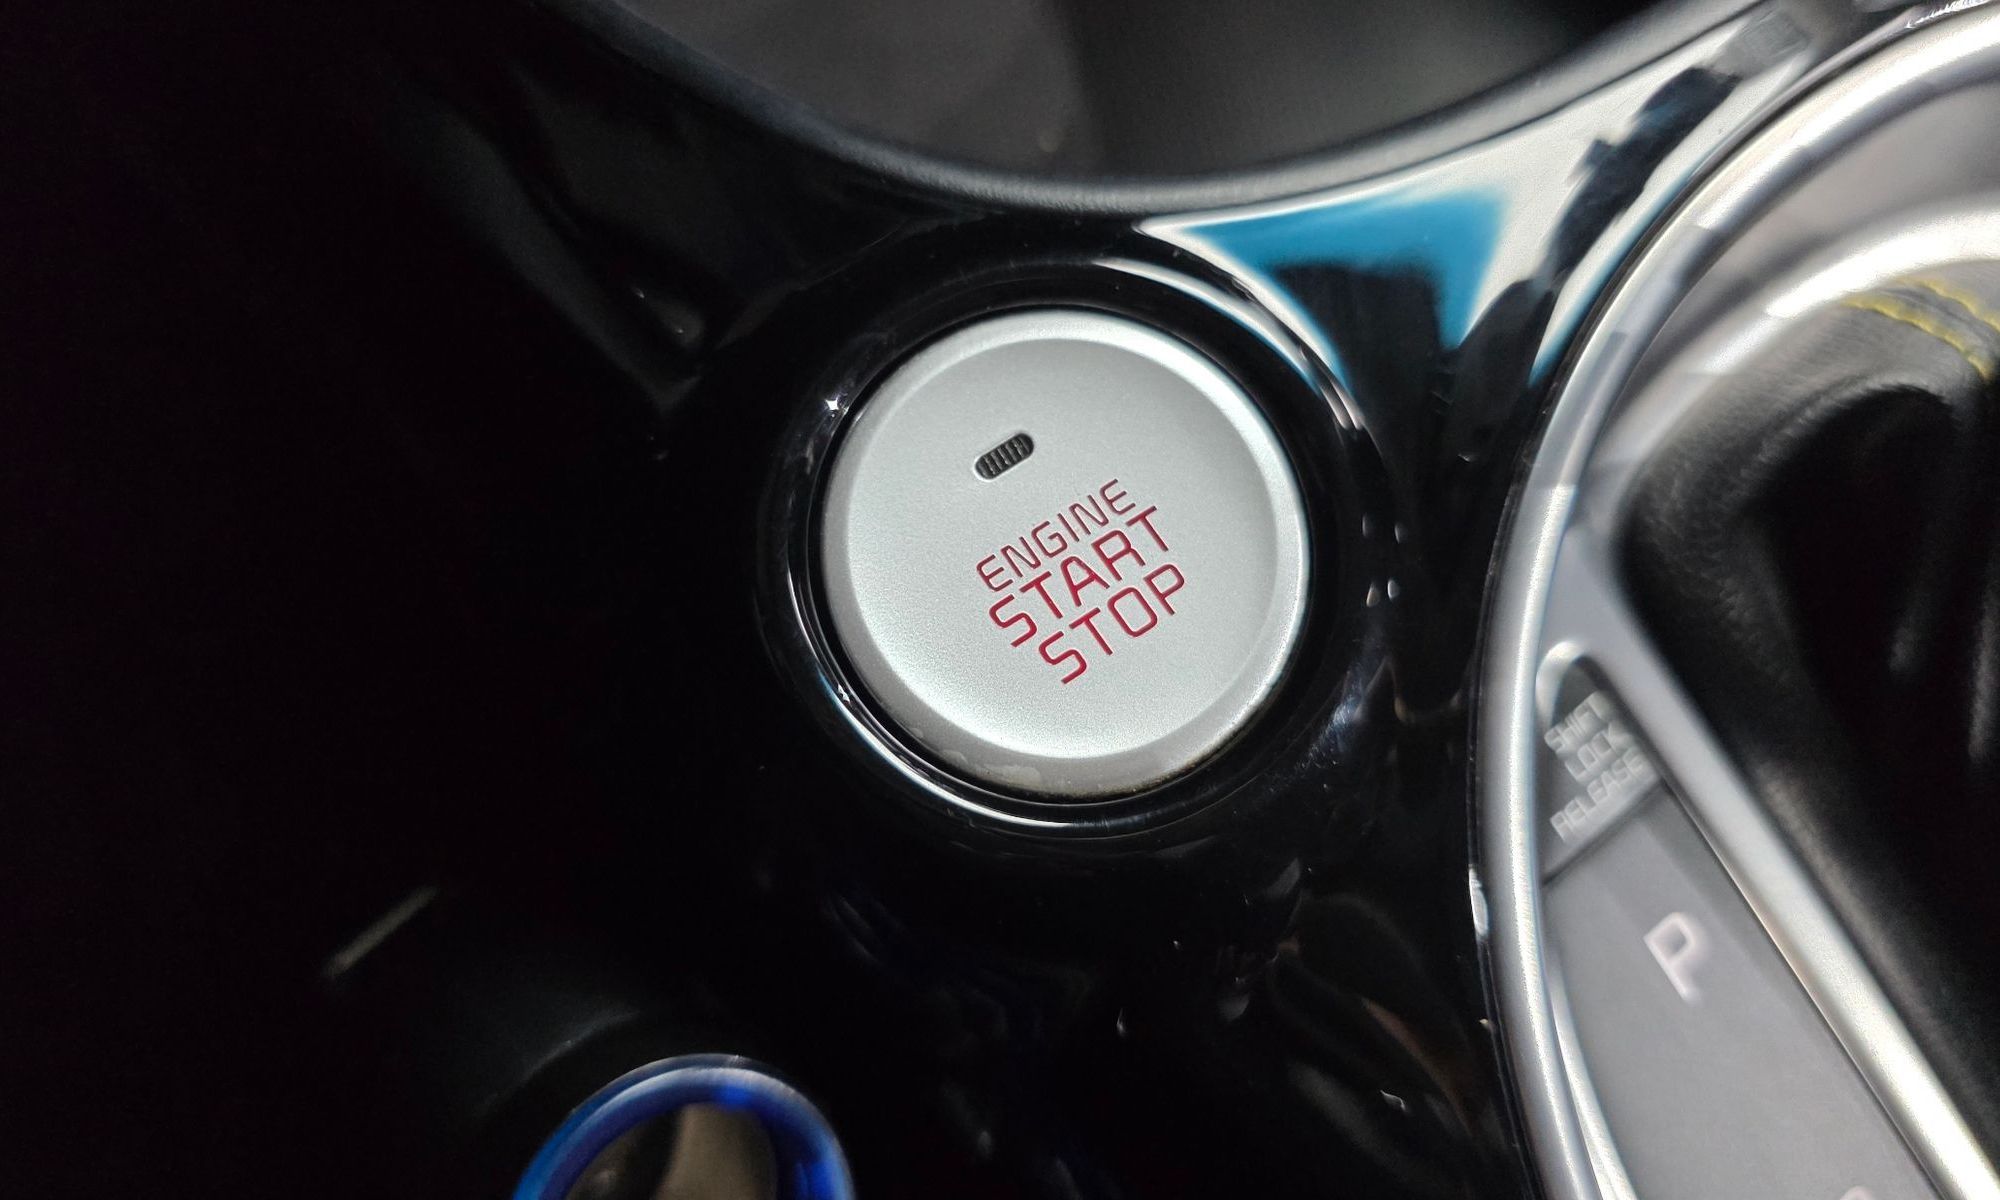 ENGINE
START
STOP
SHIFT
LOCK
RELEASE
P